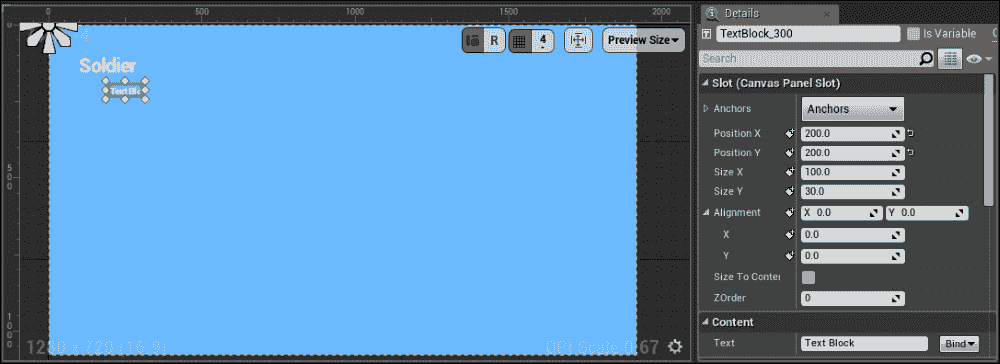 0 500 1000 1500 2000
Details
TextBlock_300
Is Variable
R 4 Preview Size
Search
Soldier
Text Blo
Slot (Canvas Panel Slot)
Anchors Anchors
Position X 200.0
Position Y 200.0
Size X 100.0
Size Y 30.0
Alignment X 0.0 Y 0.0
X 0.0
Y 0.0
Size To Conter
ZOrder 0
Content
Text Text Block Bind
500
1000
1280 x 720 (16:9)
DPI Scale 0.67